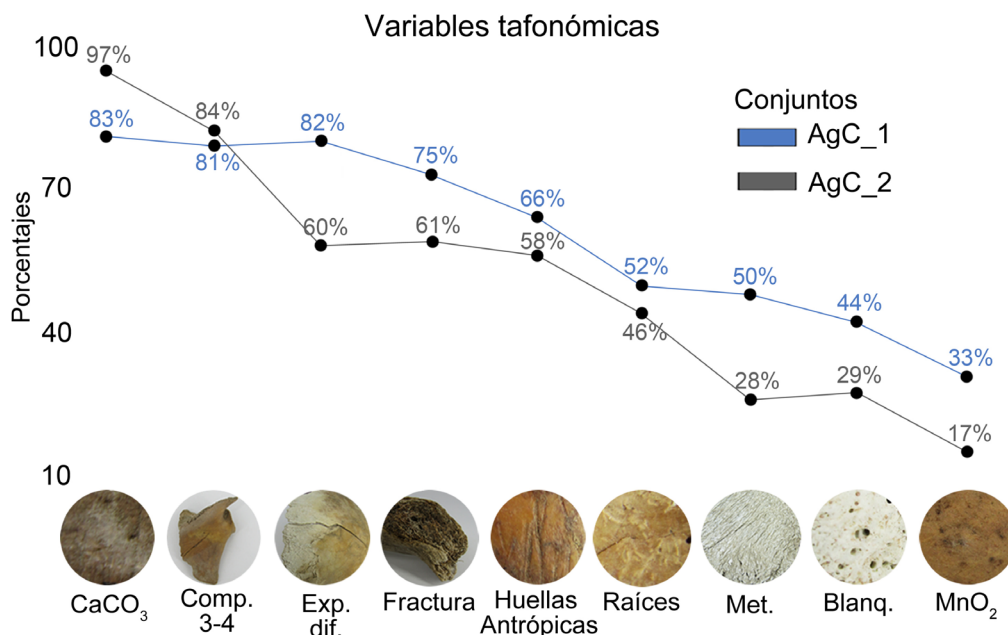 Variables tafonómicas
100
70
40
10
Porcentajes
Conjuntos
AgC_1
AgC_2
97%
83%
84%
81%
82%
60%
75%
61%
66%
58%
52%
46%
50%
28%
44%
29%
33%
17%
CaCO₃
Comp.
3-4
Exp.
dif.
Fractura
Huellas
Antrópicas
Raíces
Met.
Blanq.
MnO₂